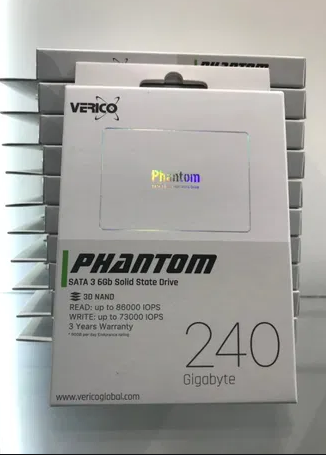 PHANTOM
VERICO
Phantom
PHANTOM
SATA 3 6Gb Solid State Drive
3D NAND
READ: up to 86000 IOPS
WRITE: up to 73000 IOPS
3 Years Warranty
240
Gigabyte
www.vericoglobal.com